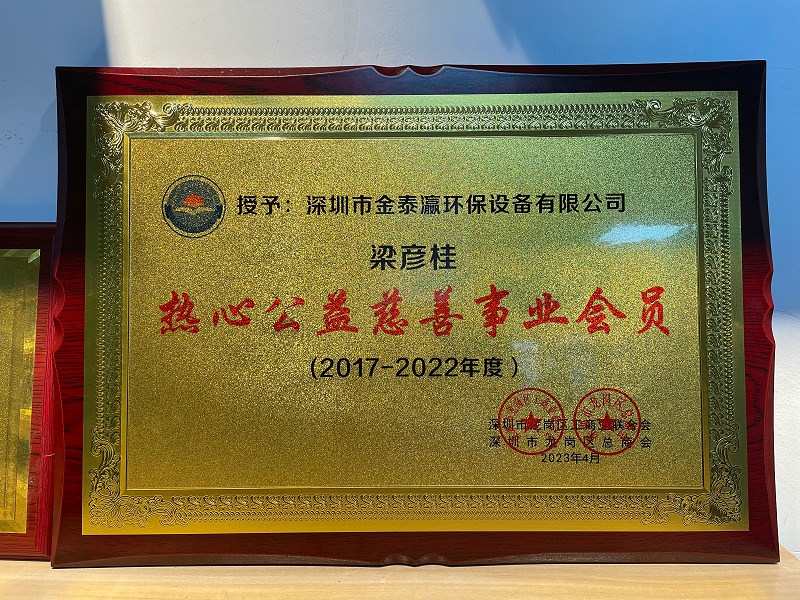 授予：深圳市金泰瀛环保设备有限公司
梁彦桂
热心公益慈善事业会员
(2017-2022年度)
深圳市龙岗区工商业联合会
深圳市龙岗区总商会
2023年4月